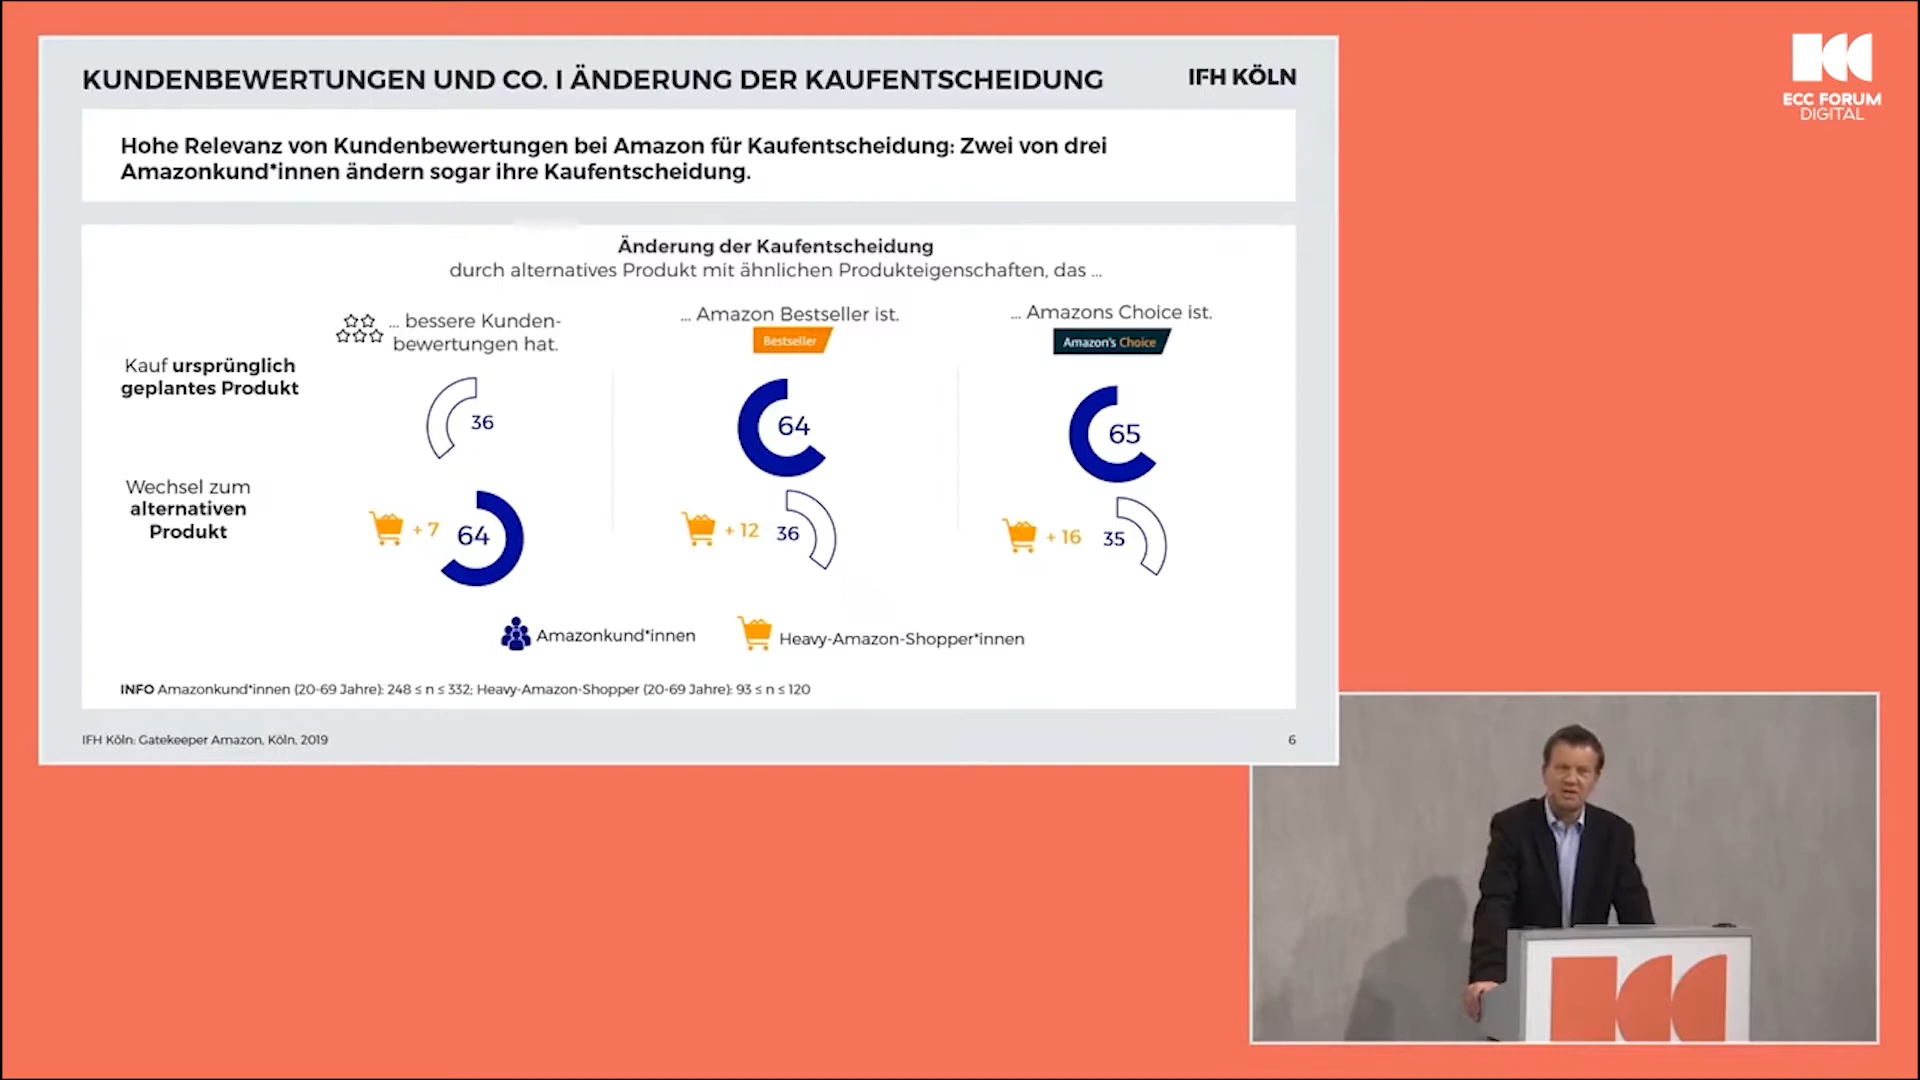 KUNDENBEWERTUNGEN UND CO. I ÄNDERUNG DER KAUFENTSCHEIDUNG
IFH KÖLN
ECC FORUM
DIGITAL
Hohe Relevanz von Kundenbewertungen bei Amazon für Kaufentscheidung: Zwei von drei
Amazonkund*innen ändern sogar ihre Kaufentscheidung.
Änderung der Kaufentscheidung
durch alternatives Produkt mit ähnlichen Produkteigenschaften, das ...
... bessere Kunden-
bewertungen hat.
... Amazon Bestseller ist.
Bestseller
... Amazons Choice ist.
Amazon's Choice
Kauf ursprünglich
geplantes Produkt
36
64
65
Wechsel zum
alternativen
Produkt
+ 7
64
+ 12
36
+ 16
35
Amazonkund*innen
Heavy-Amazon-Shopper*innen
INFO Amazonkund*innen (20-69 Jahre): 248 ≤ n ≤ 332; Heavy-Amazon-Shopper (20-69 Jahre): 93 ≤ n ≤ 120
IFH Köln: Gatekeeper Amazon, Köln, 2019
6